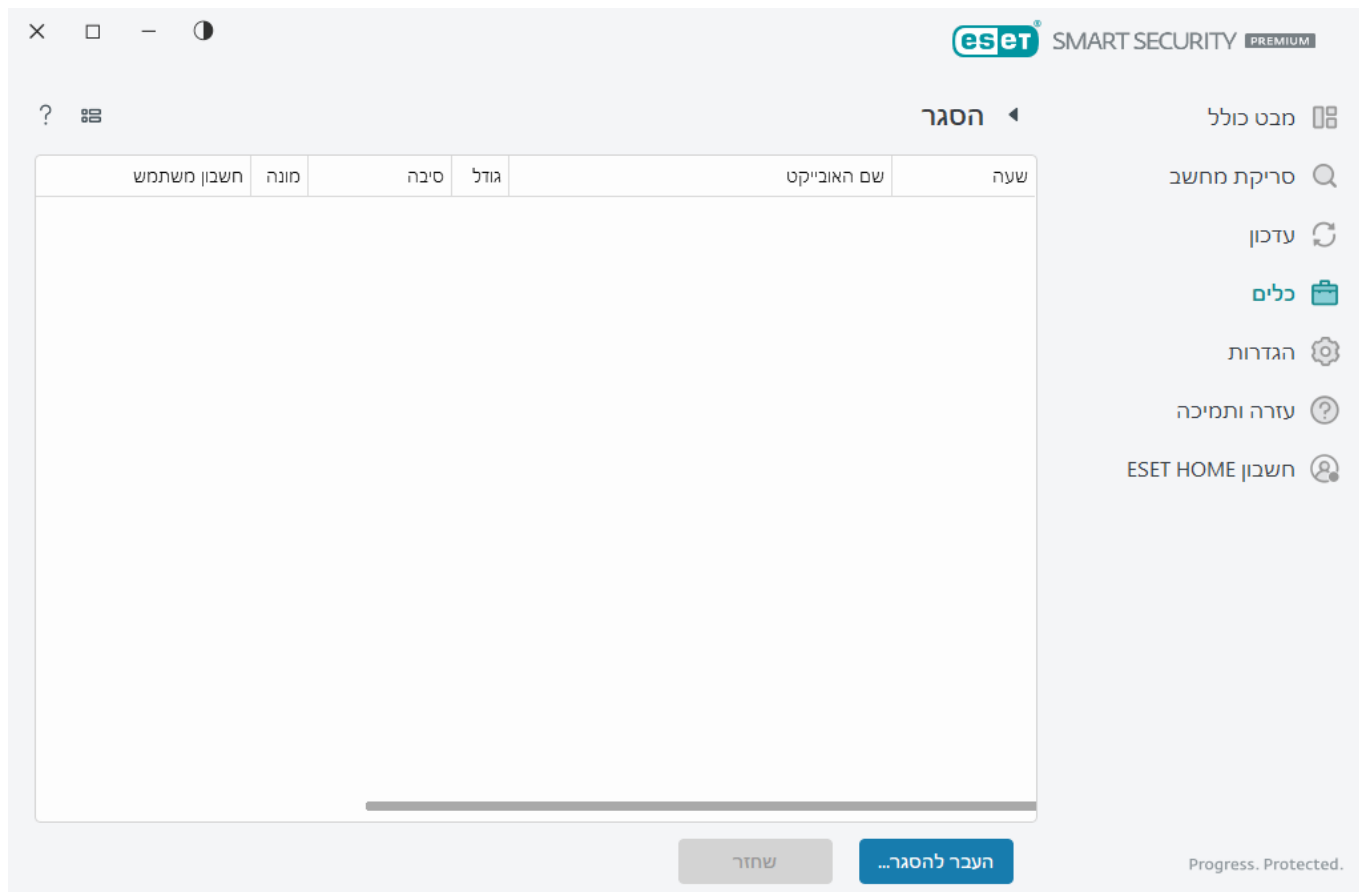 eset® SMART SECURITY PREMIUM
הסגר ?
שעה שם האובייקט גודל סיבה מונה חשבון משתמש
מבט כולל
סריקת מחשב
עדכון
כלים
הגדרות
עזרה ותמיכה
חשבון ESET HOME
העבר להסגר... שחזר
Progress. Protected.